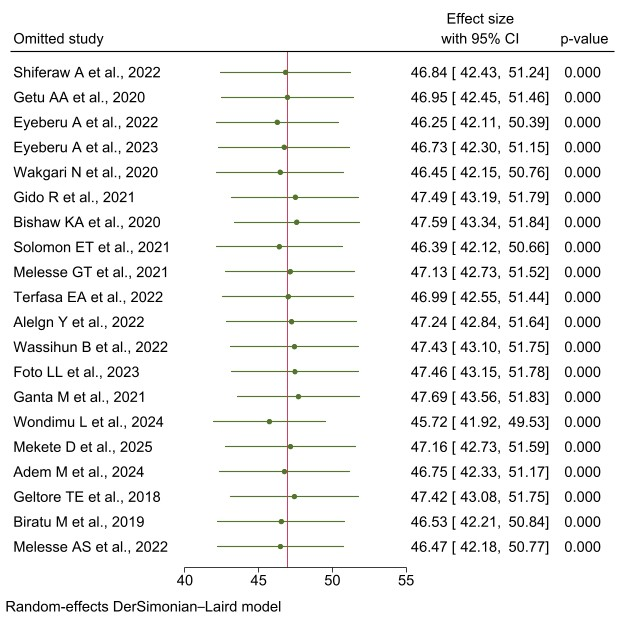 Effect size
Omitted study with 95% CI p-value
Shiferaw A et al., 2022 46.84 [ 42.43, 51.24] 0.000
Getu AA et al., 2020 46.95 [ 42.45, 51.46] 0.000
Eyeberu A et al., 2022 46.25 [ 42.11, 50.39] 0.000
Eyeberu A et al., 2023 46.73 [ 42.30, 51.15] 0.000
Wakgari N et al., 2020 46.45 [ 42.15, 50.76] 0.000
Gido R et al., 2021 47.49 [ 43.19, 51.79] 0.000
Bishaw KA et al., 2020 47.59 [ 43.34, 51.84] 0.000
Solomon ET et al., 2021 46.39 [ 42.12, 50.66] 0.000
Melesse GT et al., 2021 47.13 [ 42.73, 51.52] 0.000
Terfasa EA et al., 2022 46.99 [ 42.55, 51.44] 0.000
Alelgn Y et al., 2022 47.24 [ 42.84, 51.64] 0.000
Wassihun B et al., 2022 47.43 [ 43.10, 51.75] 0.000
Foto LL et al., 2023 47.46 [ 43.15, 51.78] 0.000
Ganta M et al., 2021 47.69 [ 43.56, 51.83] 0.000
Wondimu L et al., 2024 45.72 [ 41.92, 49.53] 0.000
Mekete D et al., 2025 47.16 [ 42.73, 51.59] 0.000
Adem M et al., 2024 46.75 [ 42.33, 51.17] 0.000
Geltore TE et al., 2018 47.42 [ 43.08, 51.75] 0.000
Biratu M et al., 2019 46.53 [ 42.21, 50.84] 0.000
Melesse AS et al., 2022 46.47 [ 42.18, 50.77] 0.000
40 45 50 55
Random-effects DerSimonian–Laird model